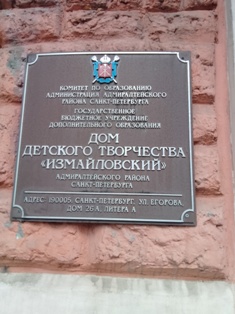 КОМИТЕТ ПО ОБРАЗОВАНИЮ
АДМИНИСТРАЦИЯ АДМИРАЛТЕЙСКОГО
РАЙОНА САНКТ-ПЕТЕРБУРГА
ГОСУДАРСТВЕННОЕ
БЮДЖЕТНОЕ УЧРЕЖДЕНИЕ
ДОПОЛНИТЕЛЬНОГО ОБРАЗОВАНИЯ
ДОМ
ДЕТСКОГО ТВОРЧЕСТВА
«ИЗМАЙЛОВСКИЙ»
АДМИРАЛТЕЙСКОГО РАЙОНА
САНКТ-ПЕТЕРБУРГА
АДРЕС: 190005, САНКТ-ПЕТЕРБУРГ, УЛ. ЕГОРОВА,
ДОМ 26 А, ЛИТЕРА А